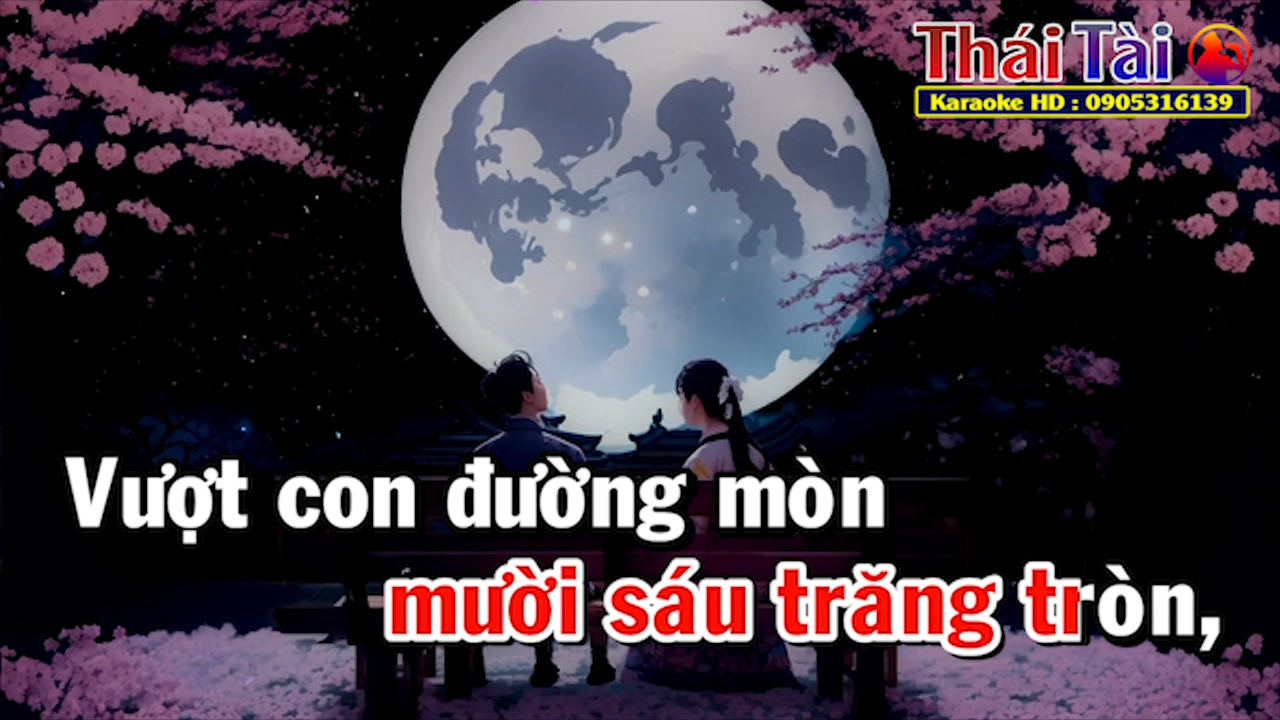 Thái Tài
Karaoke HD : 0905316139
Vượt con đường mòn
mười sáu trăng tròn,